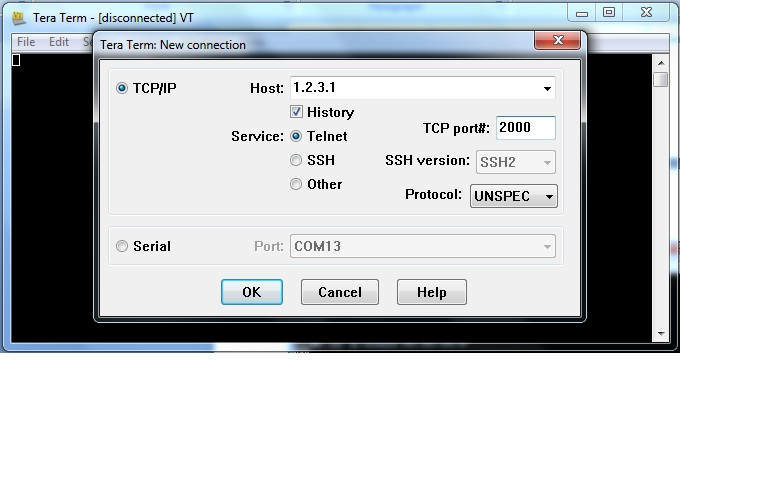 Tera Term - [disconnected] VT
File Edit
Tera Term: New connection
TCP/IP
Host: 1.2.3.1
History
Service: Telnet
TCP port#: 2000
SSH
SSH version: SSH2
Other
Protocol: UNSPEC
Serial
Port: COM13
OK Cancel Help